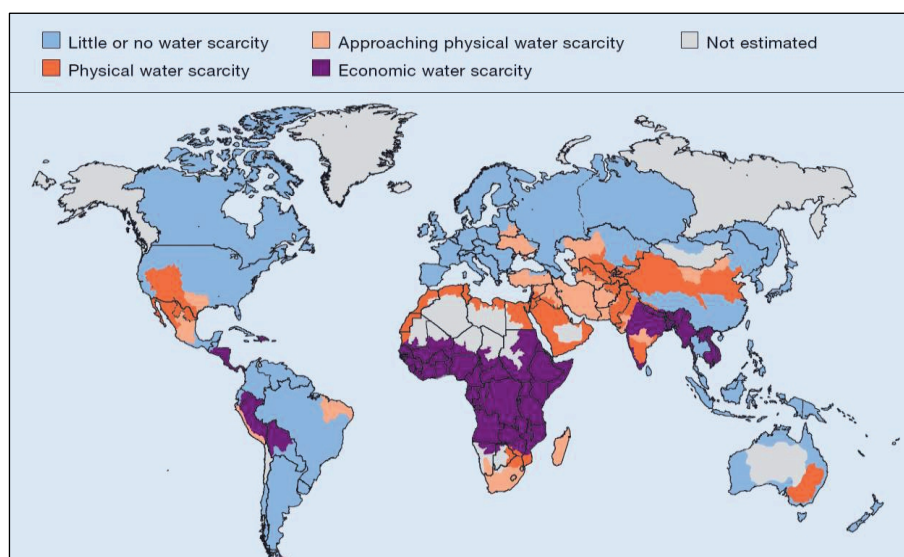 Little or no water scarcity Approaching physical water scarcity Not estimated
Physical water scarcity Economic water scarcity